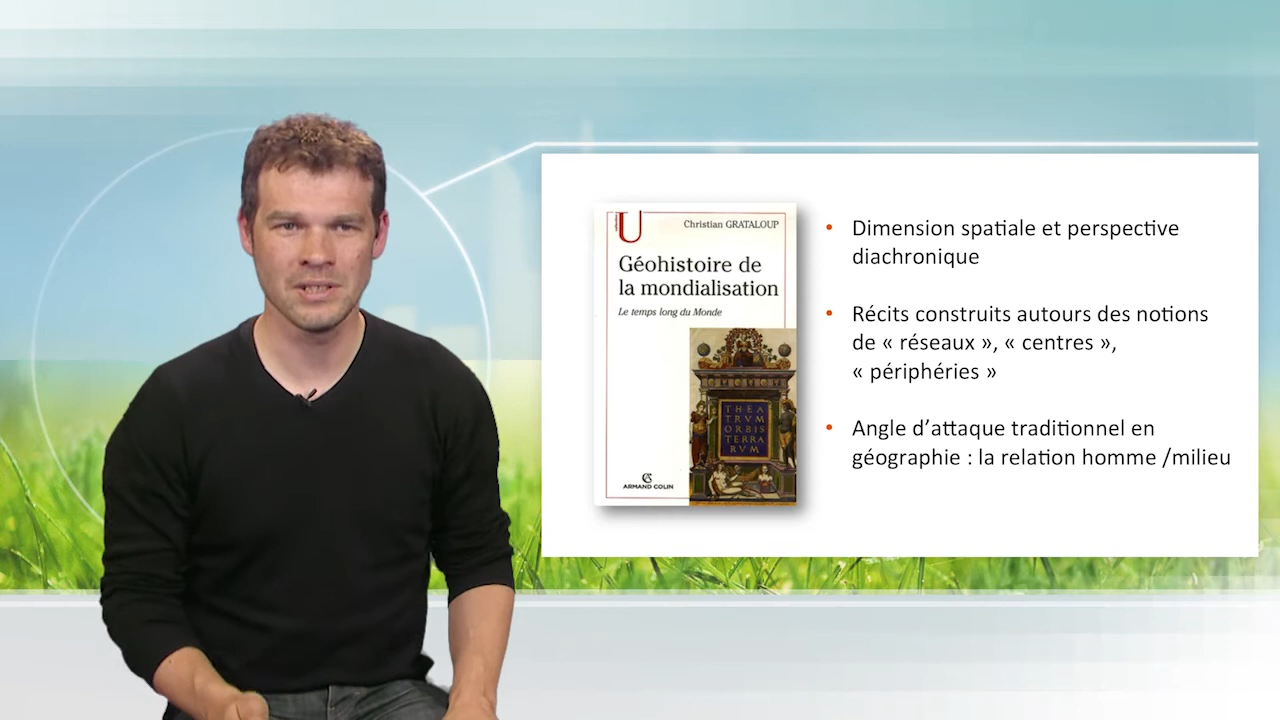 U
Christian GRATALOUP
Géohistoire de
la mondialisation
Le temps long du Monde
THEA
TRVM
ORBIS
TERRA
RVM
ARMAND COLIN
• Dimension spatiale et perspective
diachronique
• Récits construits autours des notions
de « réseaux », « centres »,
« périphéries »
• Angle d’attaque traditionnel en
géographie : la relation homme /milieu